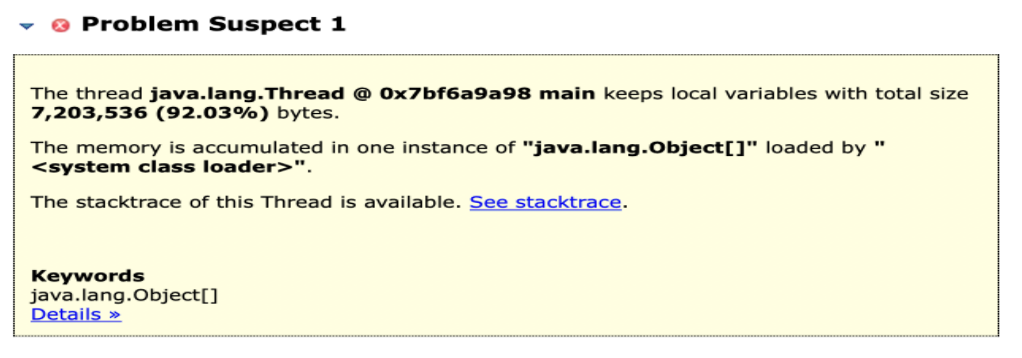 Problem Suspect 1
The thread java.lang.Thread @ 0x7bf6a9a98 main keeps local variables with total size
7,203,536 (92.03%) bytes.
The memory is accumulated in one instance of "java.lang.Object[]" loaded by "
<system class loader>".
The stacktrace of this Thread is available. See stacktrace.
Keywords
java.lang.Object[]
Details »